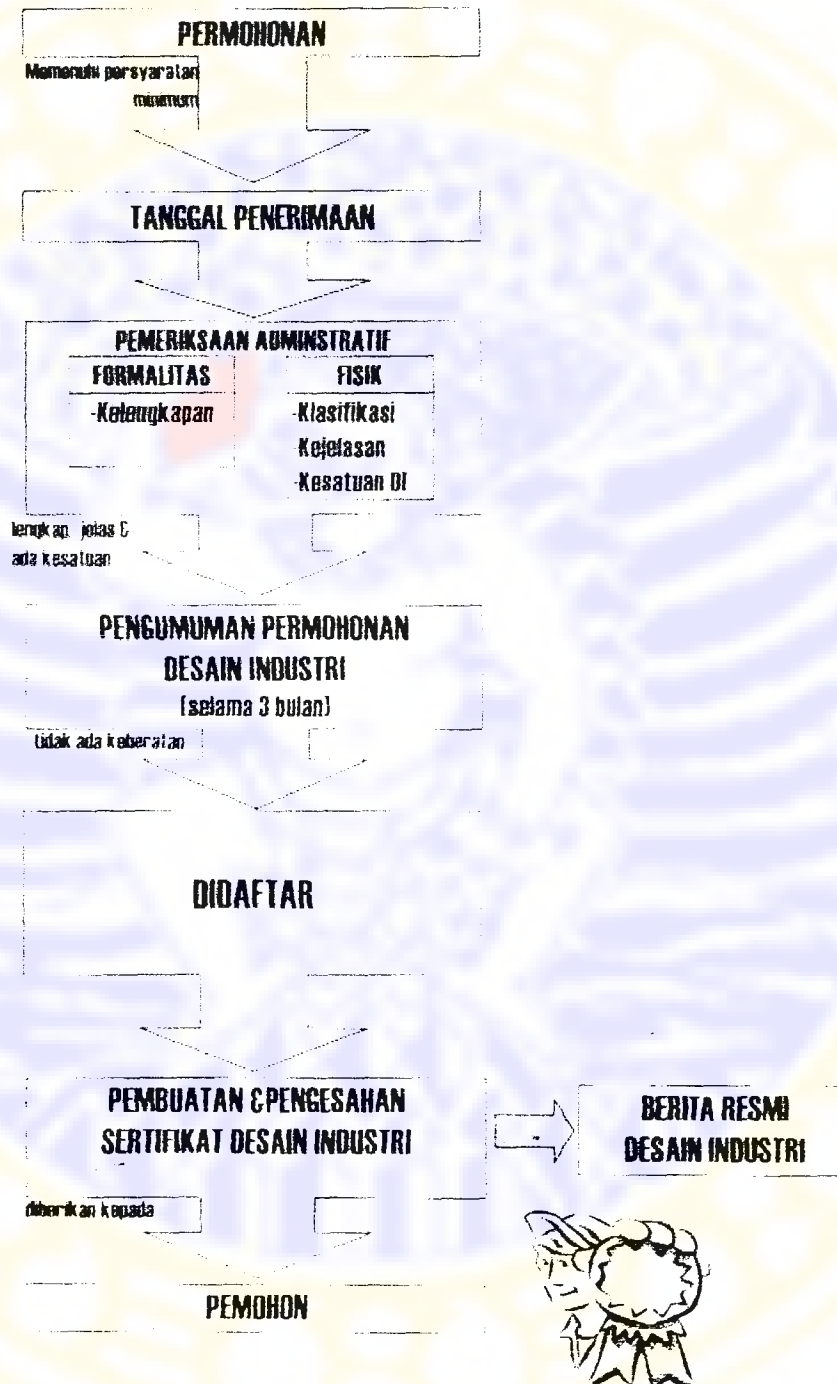 PERMOHONAN
Memenuhi persyaratan
minimum
TANGGAL PENERIMAAN
PEMERIKSAAN ADMINSTRATIF
FORMALITAS
-Kelengkapan
FISIK
-Klasifikasi
-Kejelasan
-Kesatuan DI
lengkap, jelas &
ada kesatuan
PENGUMUMAN PERMOHONAN
DESAIN INDUSTRI
(selama 3 bulan)
tidak ada keberatan
DIDAFTAR
PEMBUATAN &PENGESAHAN
SERTIFIKAT DESAIN INDUSTRI
BERITA RESMI
DESAIN INDUSTRI
diberikan kepada
PEMOHON